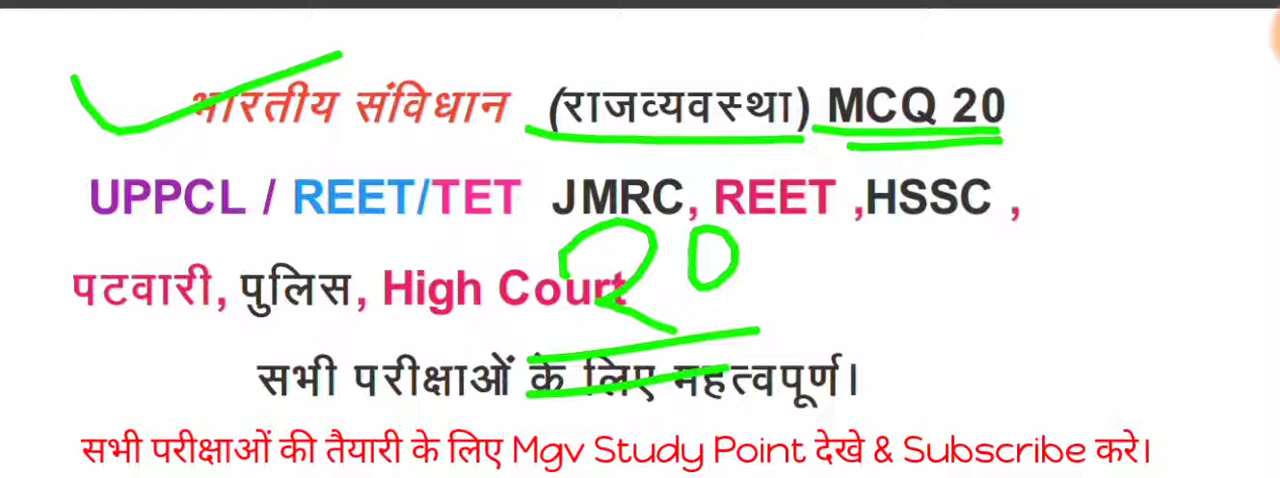 भारतीय संविधान (राजव्यवस्था) MCQ 20
UPPCL / REET/TET JMRC, REET ,HSSC ,
20
पटवारी, पुलिस, High Court
सभी परीक्षाओं के लिए महत्वपूर्ण।
सभी परीक्षाओं की तैयारी के लिए Mgv Study Point देखे & Subscribe करे।